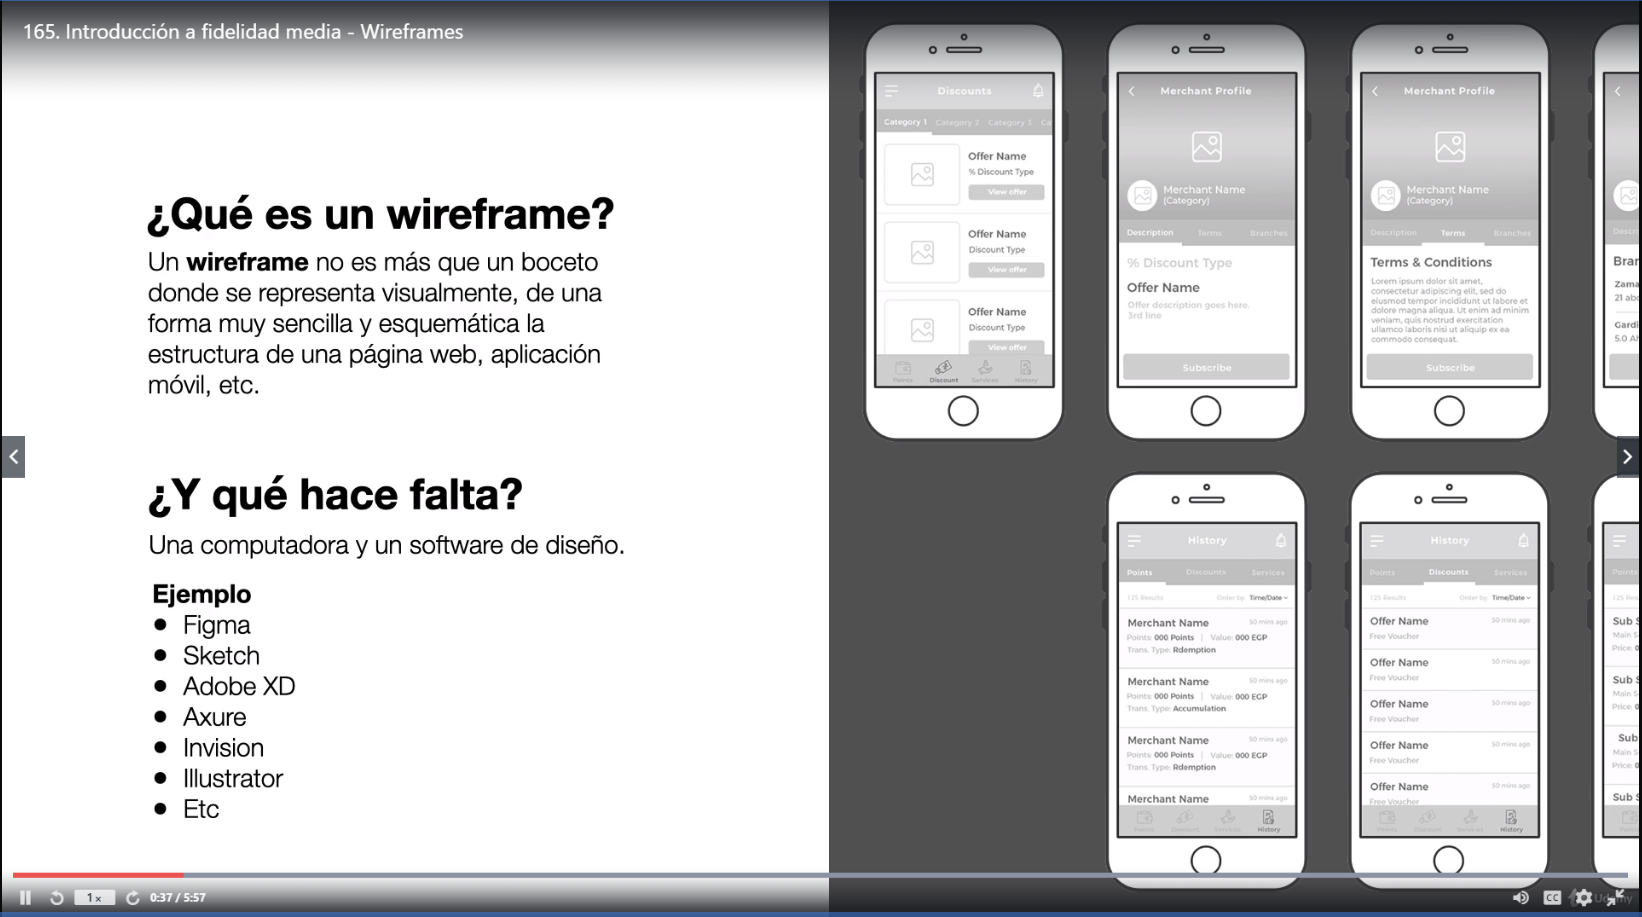 165. Introducción a fidelidad media - Wireframes
¿Qué es un wireframe?
Un wireframe no es más que un boceto
donde se representa visualmente, de una
forma muy sencilla y esquemática la
estructura de una página web, aplicación
móvil, etc.
¿Y qué hace falta?
Una computadora y un software de diseño.
Ejemplo
Figma
Sketch
Adobe XD
Axure
Invision
Illustrator
Etc
Discounts
Category 1 Category 2 Category 3 Ca
Offer Name
% Discount Type
View offer
Offer Name
Discount Type
View offer
Offer Name
Discount Type
View offer
Points Discount Services History
Merchant Profile
Merchant Name
(Category)
Description Terms Branches
% Discount Type
Offer Name
Offer description goes here.
3rd line
Subscribe
Merchant Profile
Merchant Name
(Category)
Description Terms Branches
Terms & Conditions
Lorem ipsum dolor sit amet,
consectetur adipiscing elit, sed do
eiusmod tempor incididunt ut labore et
dolore magna aliqua. Ut enim ad minim
veniam, quis nostrud exercitation
ullamco laboris nisi ut aliquip ex ea
commodo consequat.
Subscribe
Descri
Bran
Zama
21 abo
Gardi
5.0 Ah
History
Points Discounts Services
125 Results Order by: Time/Date
Merchant Name 50 mins ago
Points: 000 Points | Value: 000 EGP
Trans. Type: Rdemption
Merchant Name 50 mins ago
Points: 000 Points | Value: 000 EGP
Trans. Type: Accumulation
Merchant Name 50 mins ago
Points: 000 Points | Value: 000 EGP
Trans. Type: Rdemption
Merchant Name 50 mins ago
Points Discount Services History
History
Points Discounts Services
125 Results Order by: Time/Date
Offer Name 50 mins ago
Free Voucher
Offer Name 50 mins ago
Free Voucher
Offer Name 50 mins ago
Free Voucher
Offer Name 50 mins ago
Free Voucher
Offer Name 50 mins ago
Free Voucher
Points Discount Services History
Points
125 Res
Sub S
Main S
Price: 0
Sub S
Main S
Price: 0
Sub
Main S
Price: 0
Sub S
1x
0:37 / 5:57
CC
Udemy